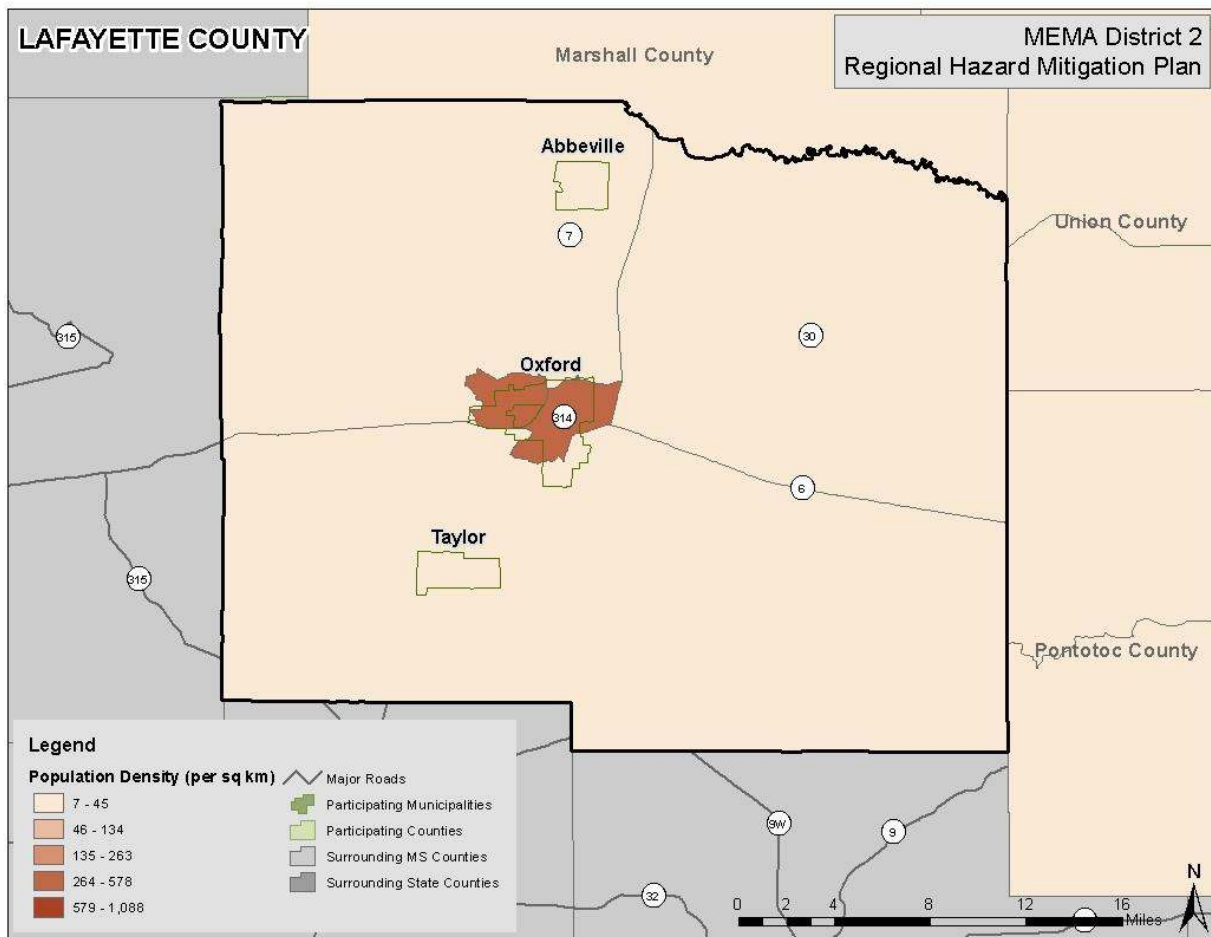 LAFAYETTE COUNTY
MEMA District 2
Regional Hazard Mitigation Plan
Marshall County
Abbeville
7
Union County
315
30
Oxford
314
6
Taylor
315
Pontotoc County
Legend
Population Density (per sq km)
7 - 45
46 - 134
135 - 263
264 - 578
579 - 1,088
Major Roads
Participating Municipalities
Participating Counties
Surrounding MS Counties
Surrounding State Counties
9W
9
32
N
0 2 4 8 12 16
Miles